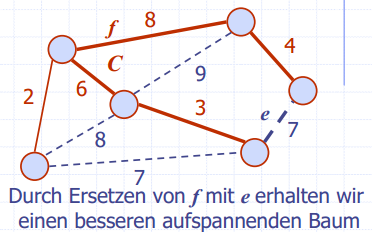 f 8
4
C
9
2
6
3
e
7
8
7
Durch Ersetzen von f mit e erhalten wir
einen besseren aufspannenden Baum